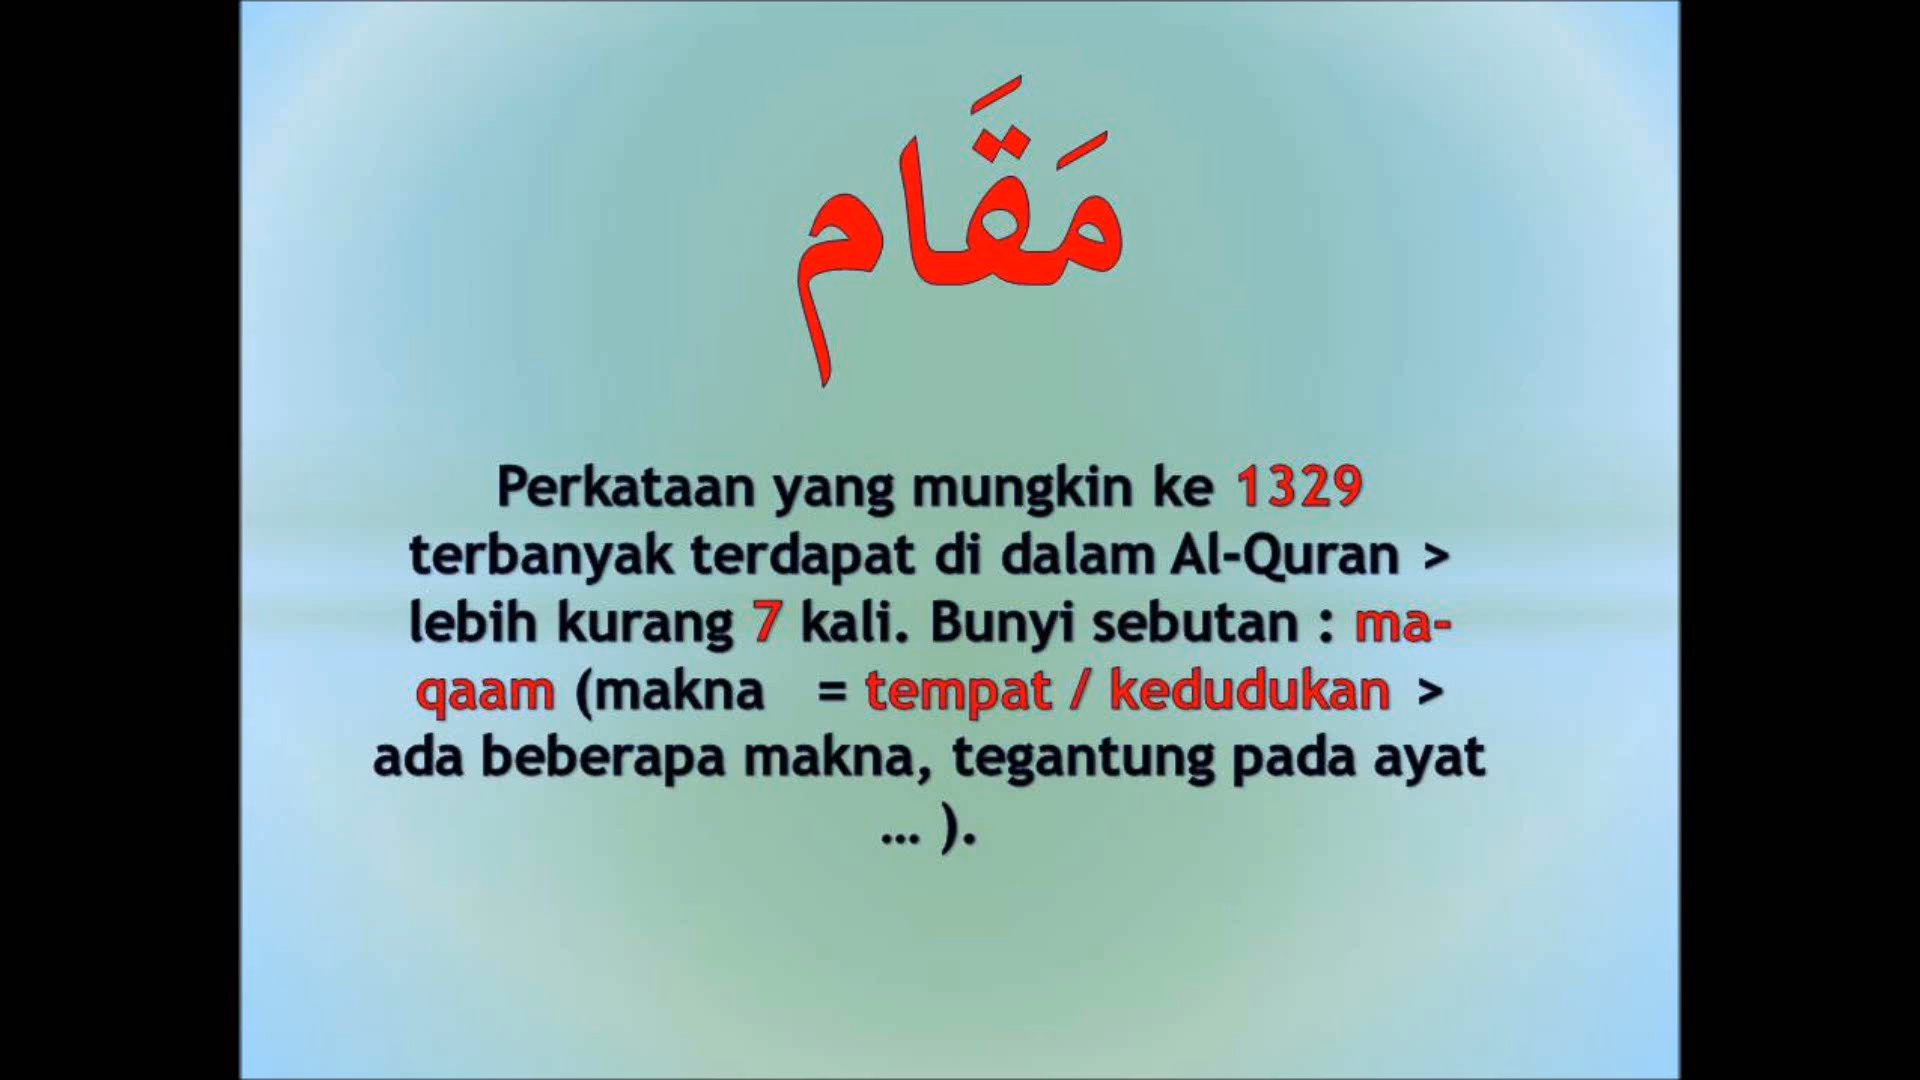 مَقَام
Perkataan yang mungkin ke 1329
terbanyak terdapat di dalam Al-Quran >
lebih kurang 7 kali. Bunyi sebutan : ma-
qaam (makna = tempat / kedudukan >
ada beberapa makna, tegantung pada ayat
... ).